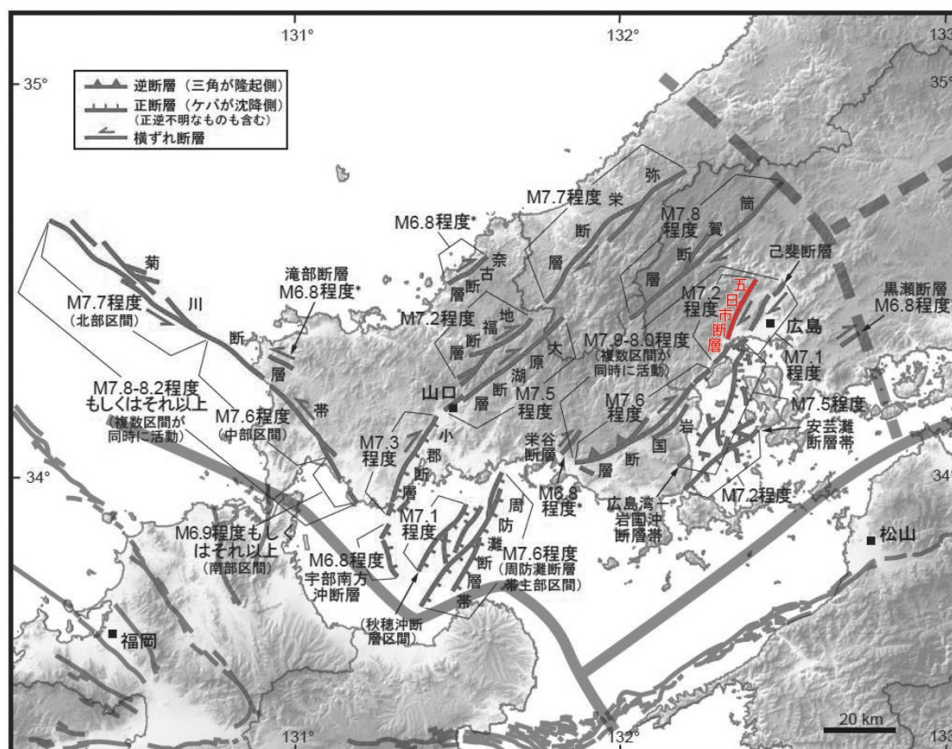 131°
132°
133
35°
35°
逆断層（三角が隆起側）
正断層（ケバが沈降側）
（正逆不明なものも含む）
横ずれ断層
弥
栄
断
層
M7.7程度
筒
賀
断
層
M7.8
程度
M6.8程度*
奈
古
断
層
己斐断層
菊
川
断
層
帯
M7.7程度
（北部区間）
滝部断層
M6.8程度*
M7.2
程度
五日市断層
黒瀬断層
M6.8程度
広島
M7.2程度
地
福
断
層
大
原
湖
断
層
M7.9-8.0程度
（複数区間が
同時に活動）
M7.1
程度
M7.8-8.2程度
もしくはそれ以上
（複数区間が
同時に活動）
M7.6程度
（中部区間）
山口
M7.5
程度
M7.6
程度
M7.5程度
安芸灘
断層帯
M7.3
程度
小
郡
断
層
栄谷
断層
岩
国
断
層
34°
34°
M6.8
程度*
広島湾－
岩国沖
断層帯
M7.2程度
M6.9程度もしく
はそれ以上
（南部区間）
M7.1
程度
周
防
灘
断
層
帯
松山
M6.8程度
宇部南方
沖断層
M7.6程度
（周防灘断層
帯主部区間）
（秋穂沖断
層区間）
福岡
20 km
131°
132°
133